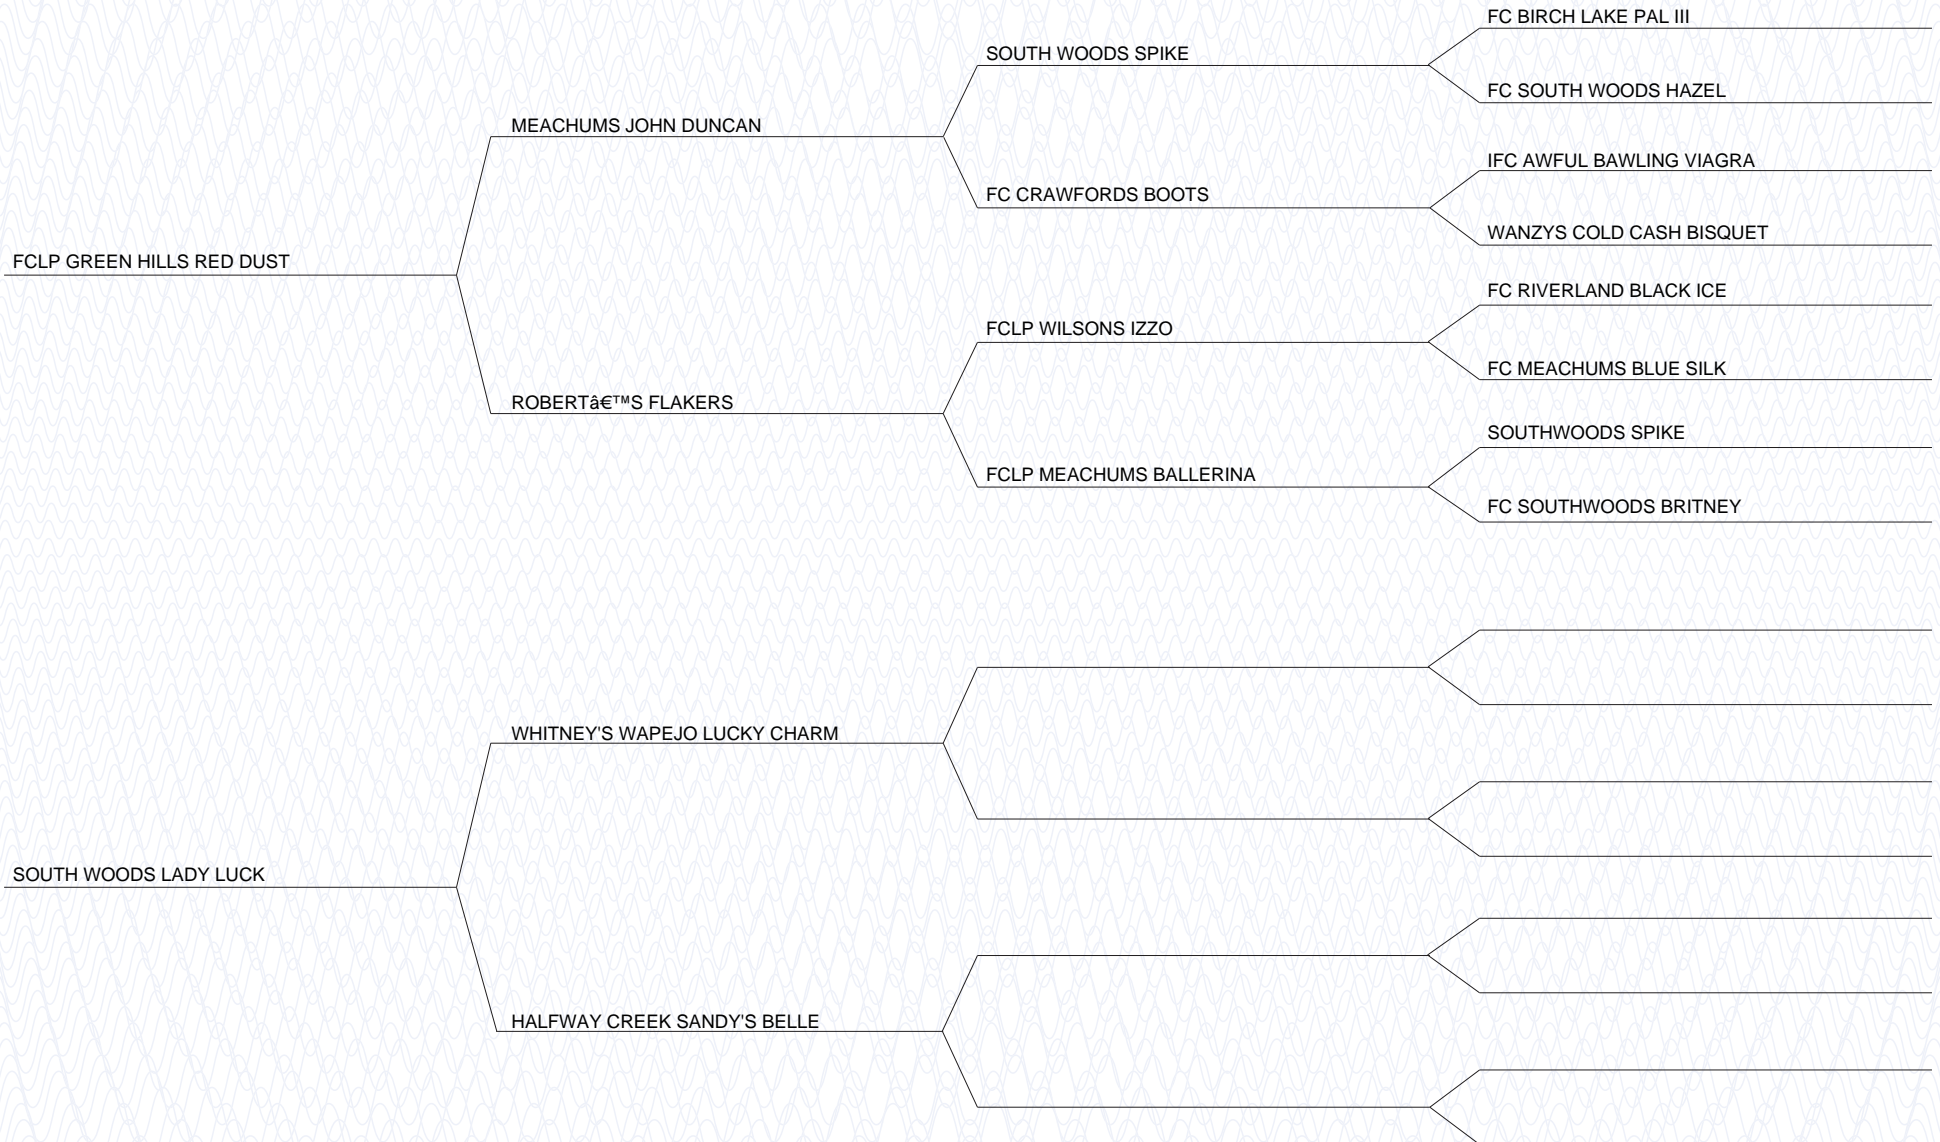 FC BIRCH LAKE PAL III
SOUTH WOODS SPIKE
FC SOUTH WOODS HAZEL
MEACHUMS JOHN DUNCAN
IFC AWFUL BAWLING VIAGRA
FC CRAWFORDS BOOTS
WANZYS COLD CASH BISQUET
FCLP GREEN HILLS RED DUST
FC RIVERLAND BLACK ICE
FCLP WILSONS IZZO
FC MEACHUMS BLUE SILK
ROBERTâ€™S FLAKERS
SOUTHWOODS SPIKE
FCLP MEACHUMS BALLERINA
FC SOUTHWOODS BRITNEY
WHITNEY'S WAPEJO LUCKY CHARM
SOUTH WOODS LADY LUCK
HALFWAY CREEK SANDY'S BELLE